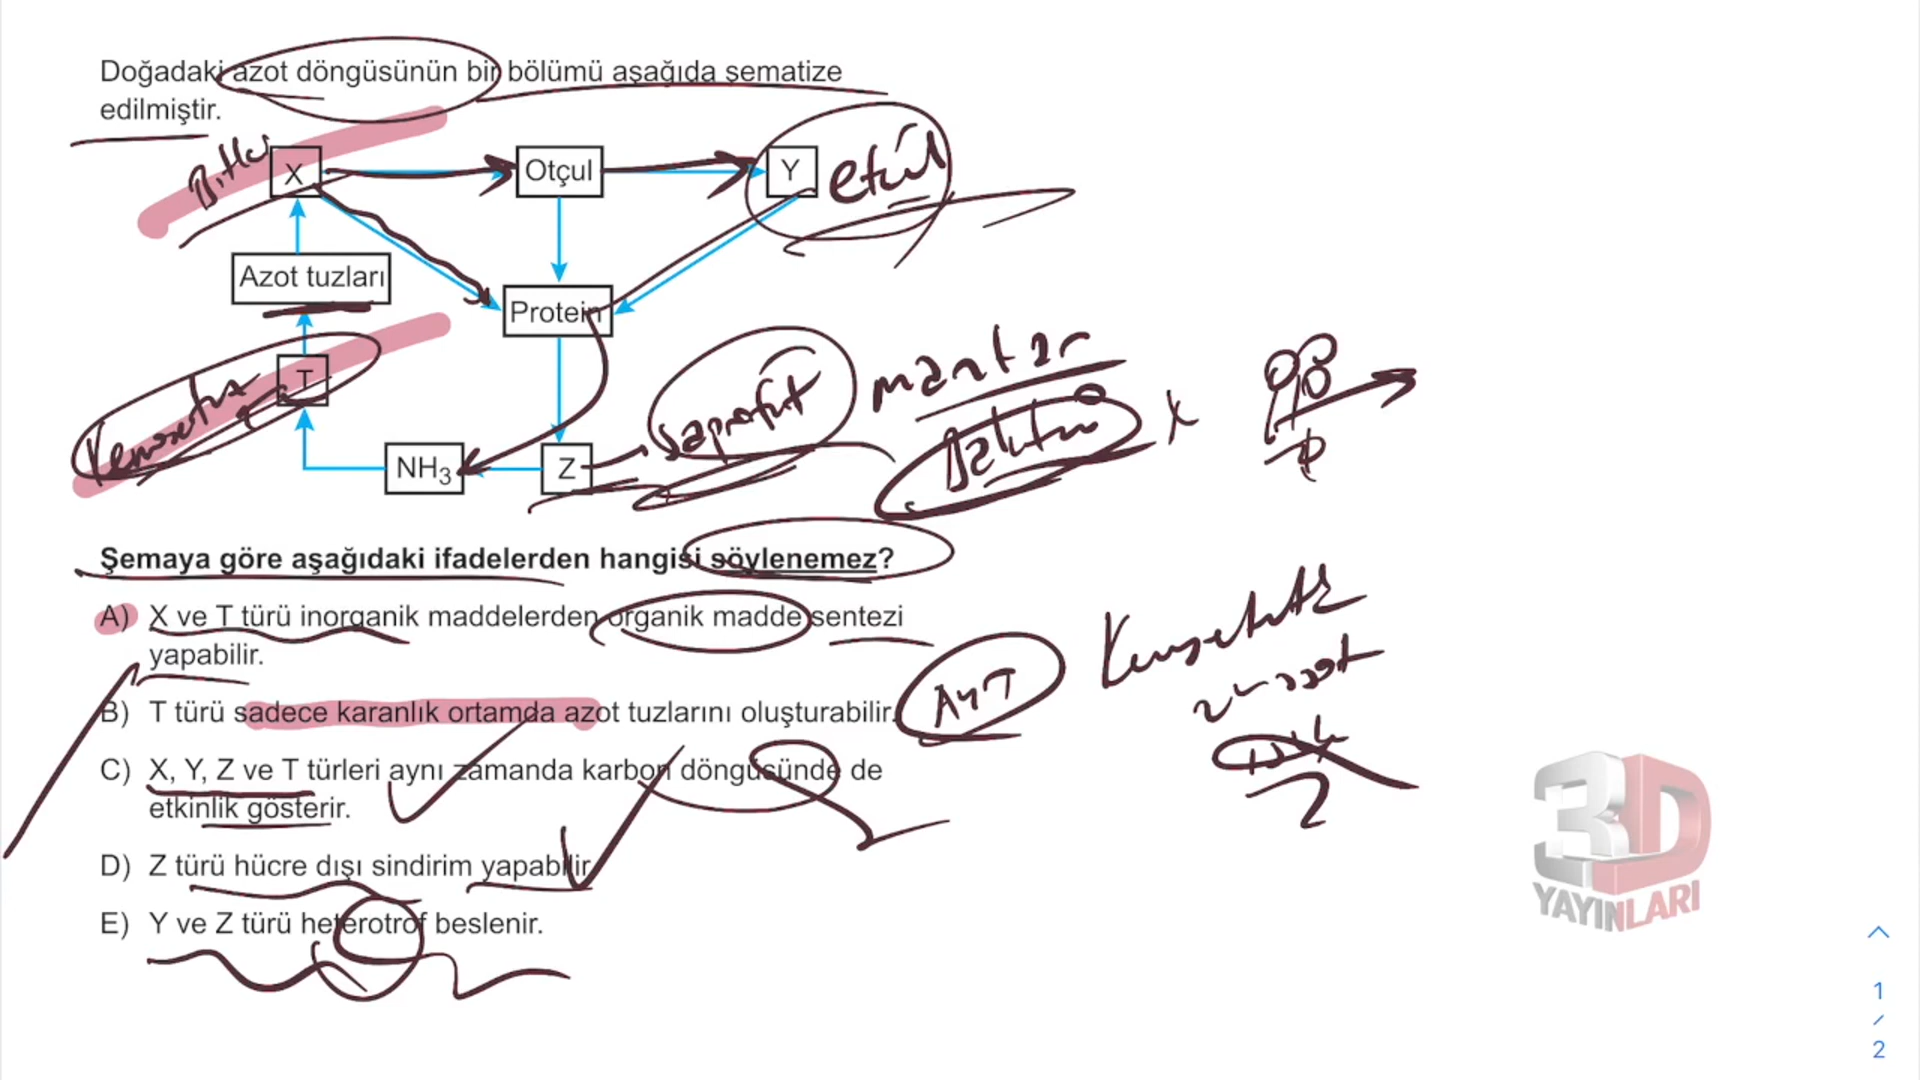 Doğadaki azot döngüsünün bir bölümü aşağıda şematize
edilmiştir.
Bitki
X
Otçul
Y
etçil
Azot tuzları
Protein
T
NH3
Z
saprofit
mantar
x
Şemaya göre aşağıdaki ifadelerden hangisi söylenemez?
A) X ve T türü inorganik maddelerden organik madde sentezi
yapabilir.
B) T türü sadece karanlık ortamda azot tuzlarını oluşturabilir.
AYT
C) X, Y, Z ve T türleri aynı zamanda karbon döngüsünde de
etkinlik gösterir.
D) Z türü hücre dışı sindirim yapabilir.
E) Y ve Z türü heterotrof beslenir.
3D
YAYINLARI
1
/
2